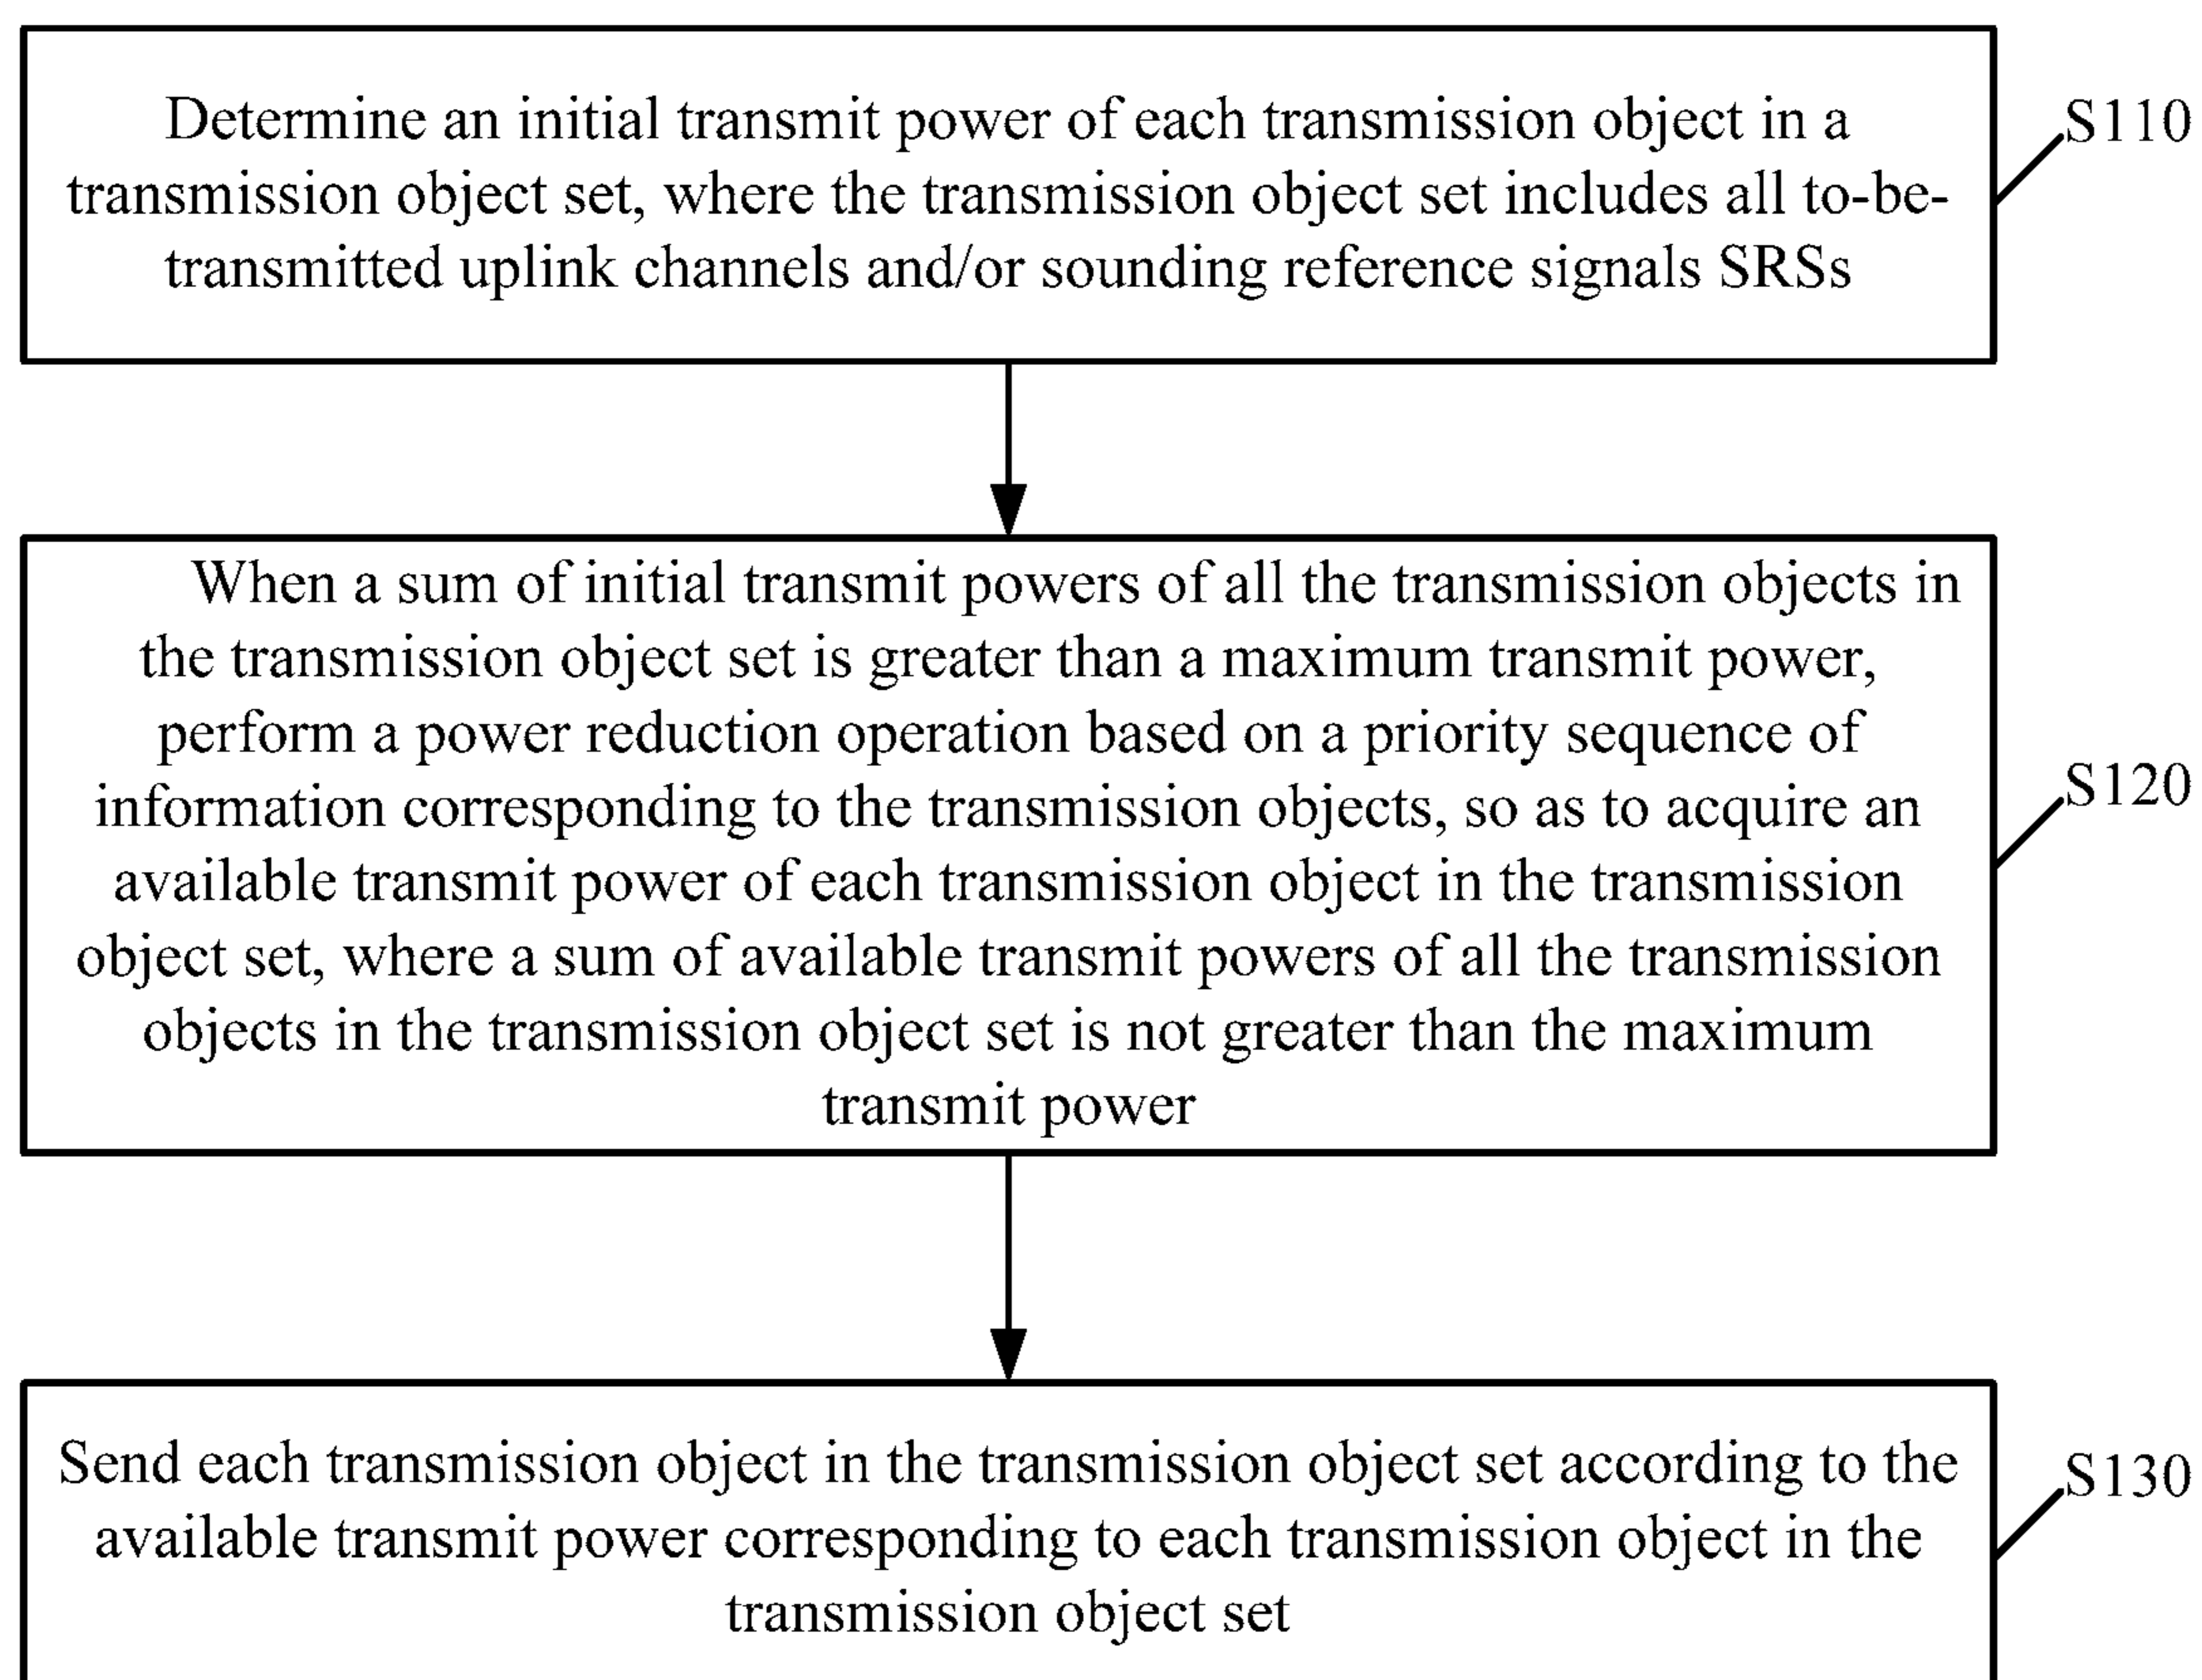 Determine an initial transmit power of each transmission object in a
transmission object set, where the transmission object set includes all to-be-
transmitted uplink channels and/or sounding reference signals SRSs
S110
When a sum of initial transmit powers of all the transmission objects in
the transmission object set is greater than a maximum transmit power,
perform a power reduction operation based on a priority sequence of
information corresponding to the transmission objects, so as to acquire an
available transmit power of each transmission object in the transmission
object set, where a sum of available transmit powers of all the transmission
objects in the transmission object set is not greater than the maximum
transmit power
S120
Send each transmission object in the transmission object set according to the
available transmit power corresponding to each transmission object in the
transmission object set
S130